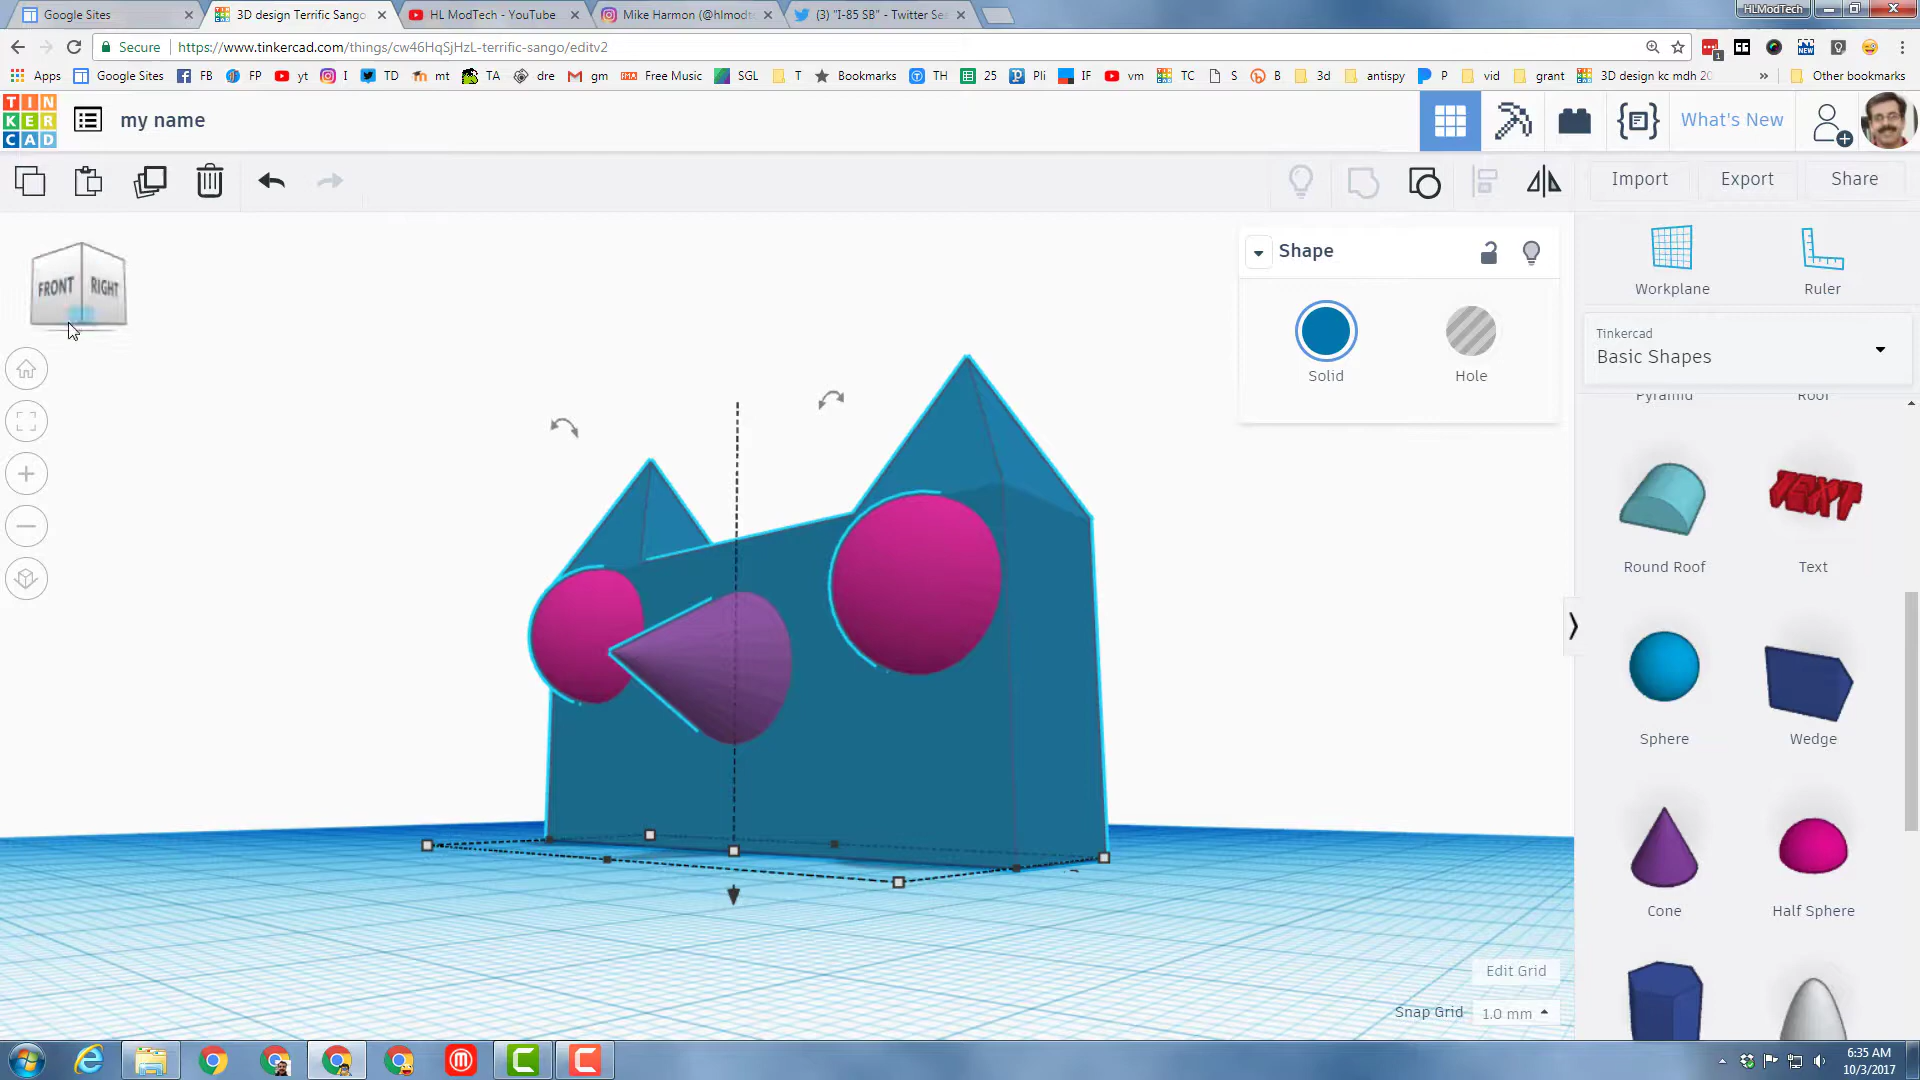 HLModTech
Google Sites
3D design Terrific Sango
HL ModTech - YouTube
Mike Harmon (@hlmodte
(3) "I-85 SB" - Twitter Sea
Secure
https://www.tinkercad.com/things/cw46HqSjHzL-terrific-sango/editv2
Apps Google Sites FB FP yt I TD mt TA dre gm Free Music SGL T Bookmarks TH 25 Pli IF vm TC S B 3d antispy P vid grant 3D design kc mdh 20 » Other bookmarks
TIN
KER
CAD
my name
What's New
Import
Export
Share
FRONT
RIGHT
Shape
Solid
Hole
Workplane
Ruler
Tinkercad
Basic Shapes
Pyramid
Roof
Round Roof
Text
TEXT
Sphere
Wedge
Cone
Half Sphere
Edit Grid
Snap Grid
1.0 mm
6:35 AM
10/3/2017